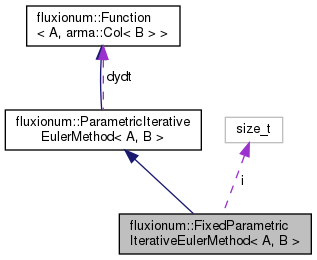 fluxionum::Function
< A, arma::Col< B > >
dydt
fluxionum::ParametricIterative
EulerMethod< A, B >
size_t
i
fluxionum::FixedParametric
IterativeEulerMethod< A, B >